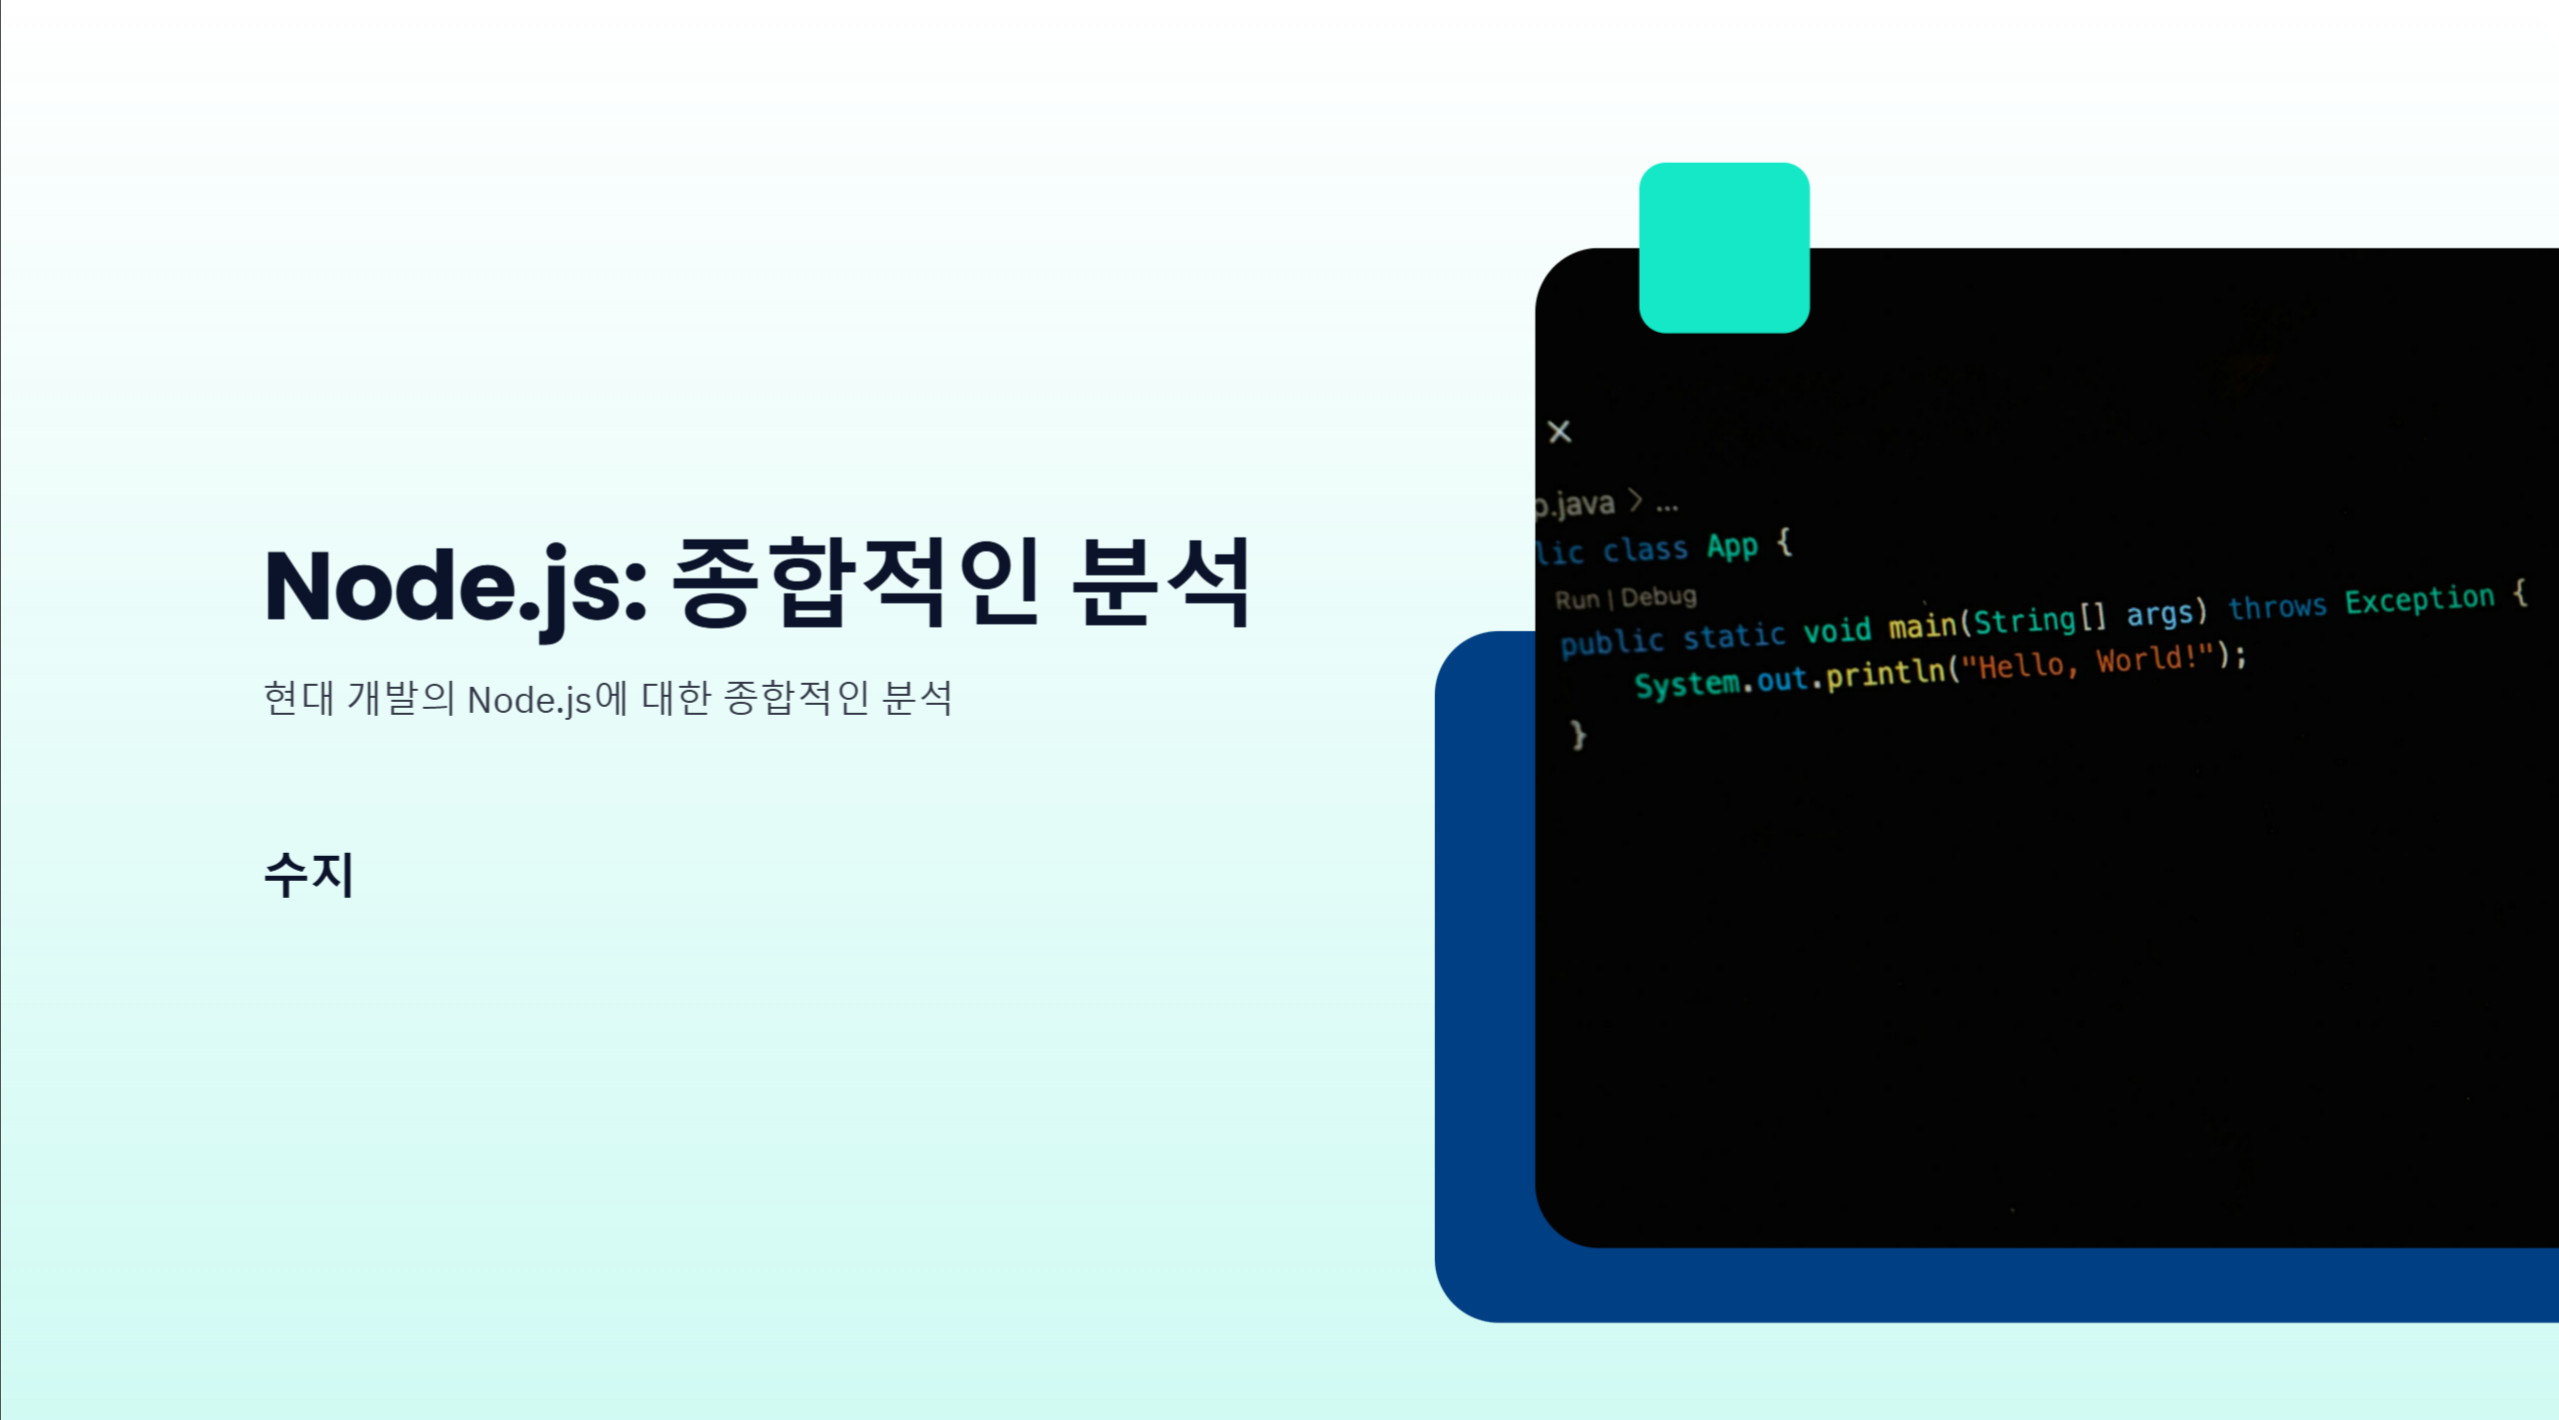 Node.js: 종합적인 분석
현대 개발의 Node.js에 대한 종합적인 분석
수지
p.java > ...
lic class App {
Run | Debug
public static void main(String[] args) throws Exception {
System.out.println("Hello, World!");
}